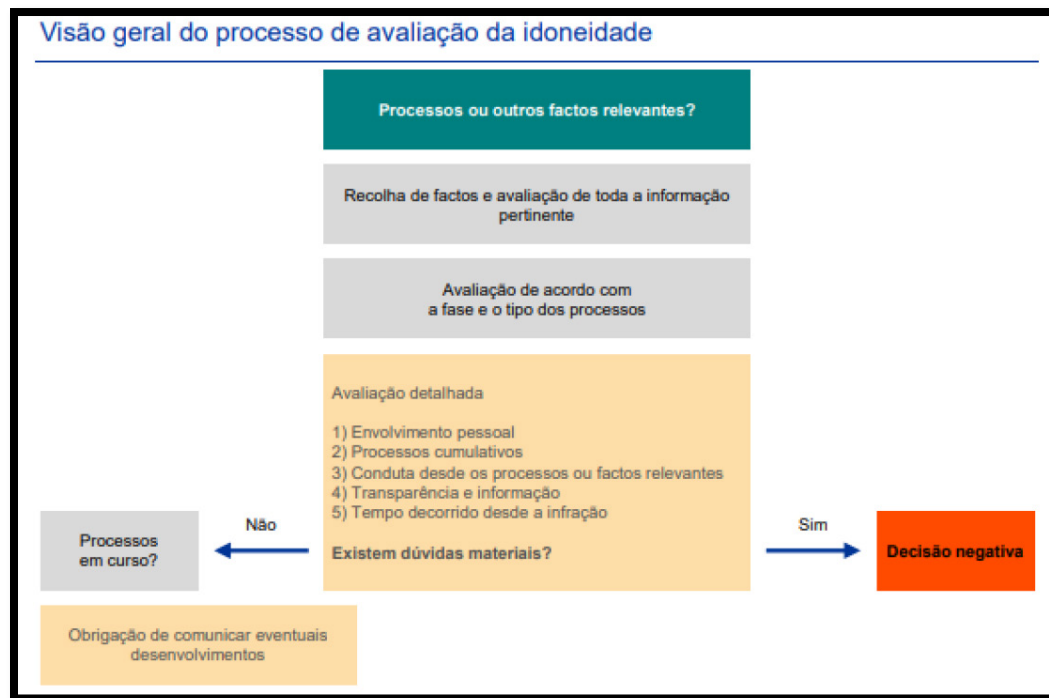 Visão geral do processo de avaliação da idoneidade
Processos ou outros factos relevantes?
Recolha de factos e avaliação de toda a informação
pertinente
Avaliação de acordo com
a fase e o tipo dos processos
Avaliação detalhada
1) Envolvimento pessoal
2) Processos cumulativos
3) Conduta desde os processos ou factos relevantes
4) Transparência e informação
5) Tempo decorrido desde a infração
Existem dúvidas materiais?
Não
Processos
em curso?
Sim
Decisão negativa
Obrigação de comunicar eventuais
desenvolvimentos